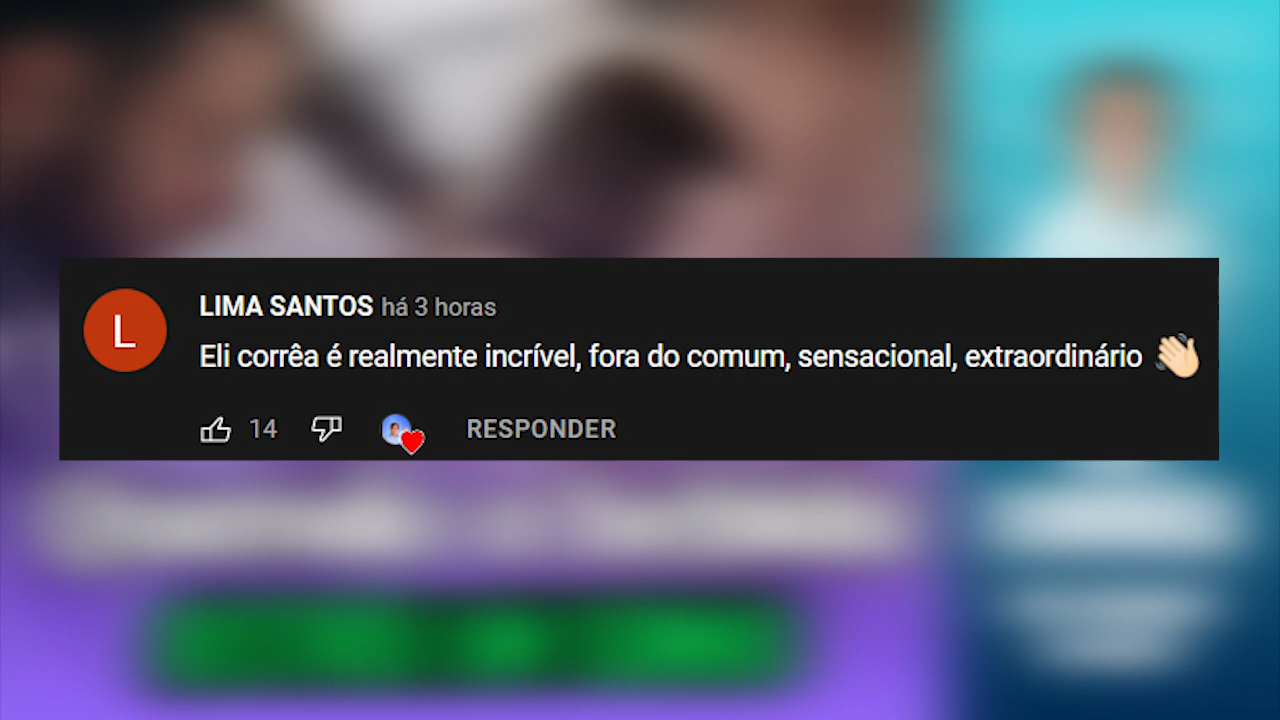 L
LIMA SANTOS há 3 horas
Eli corrêa é realmente incrível, fora do comum, sensacional, extraordinário 👋🏻
14
RESPONDER